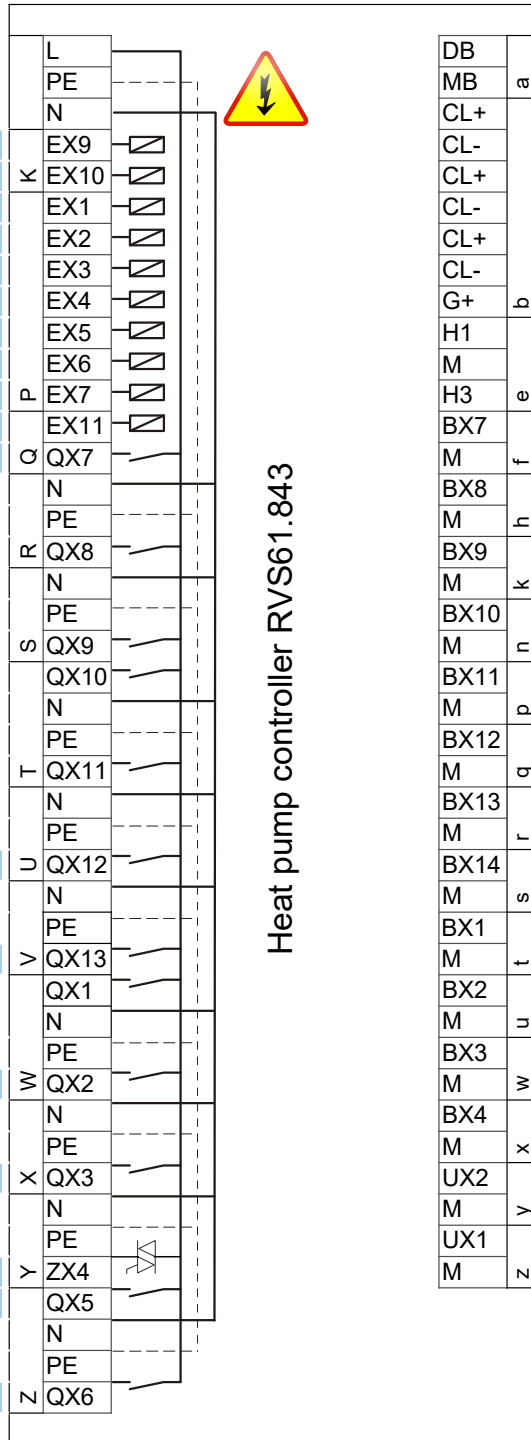 L
PE
N
K
EX9
EX10
P
EX1
EX2
EX3
EX4
EX5
EX6
EX7
Q
EX11
QX7
R
N
PE
QX8
S
N
PE
QX9
T
QX10
N
PE
QX11
U
N
PE
QX12
V
N
PE
QX13
W
QX1
N
PE
QX2
X
N
PE
QX3
Y
N
PE
ZX4
Z
QX5
N
PE
QX6
Heat pump controller RVS61.843
DB
MB
a
CL+
CL-
CL+
CL-
CL+
CL-
G+
b
H1
M
H3
e
BX7
M
f
BX8
M
h
BX9
M
k
BX10
M
n
BX11
M
p
BX12
M
q
BX13
M
r
BX14
M
s
BX1
M
t
BX2
M
u
BX3
M
w
BX4
M
x
UX2
M
y
UX1
M
z